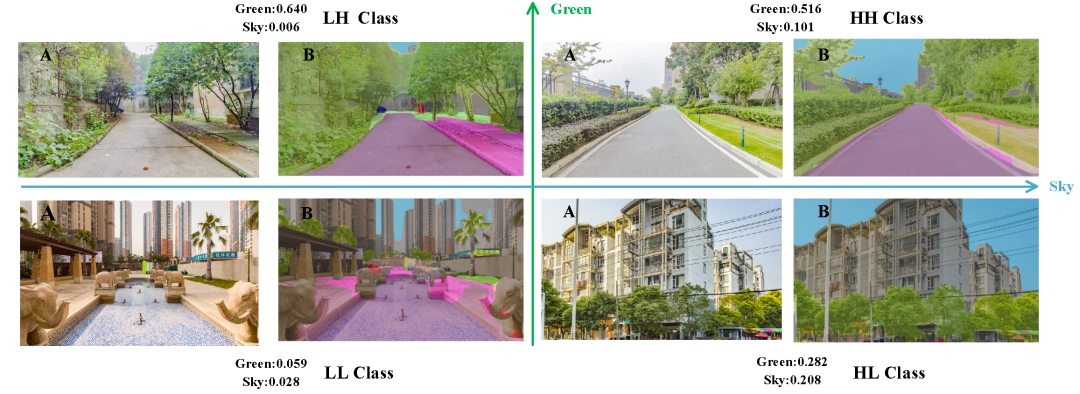 Green:0.640
Sky:0.006
LH Class
Green
Green:0.516
Sky:0.101
HH Class
A
B
A
B
Sky
A
B
A
B
Green:0.059
Sky:0.028
LL Class
Green:0.282
Sky:0.208
HL Class